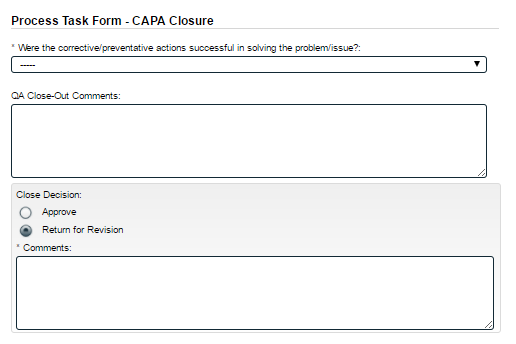 Process Task Form - CAPA Closure
* Were the corrective/preventative actions successful in solving the problem/issue?:
-----
QA Close-Out Comments:
Close Decision:
Approve
Return for Revision
* Comments: